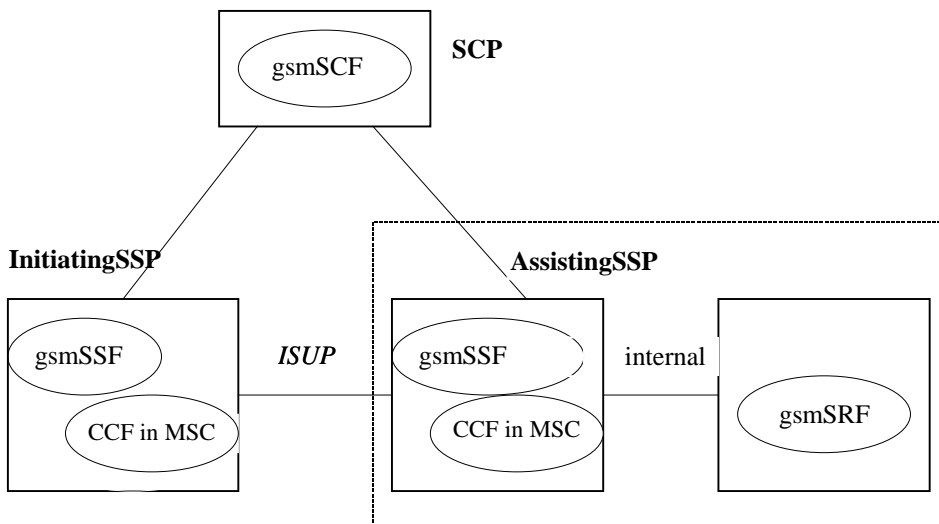 SCP
gsmSCF
InitiatingSSP
AssistingSSP
gsmSSF
ISUP
gsmSSF
internal
CCF in MSC
CCF in MSC
gsmSRF